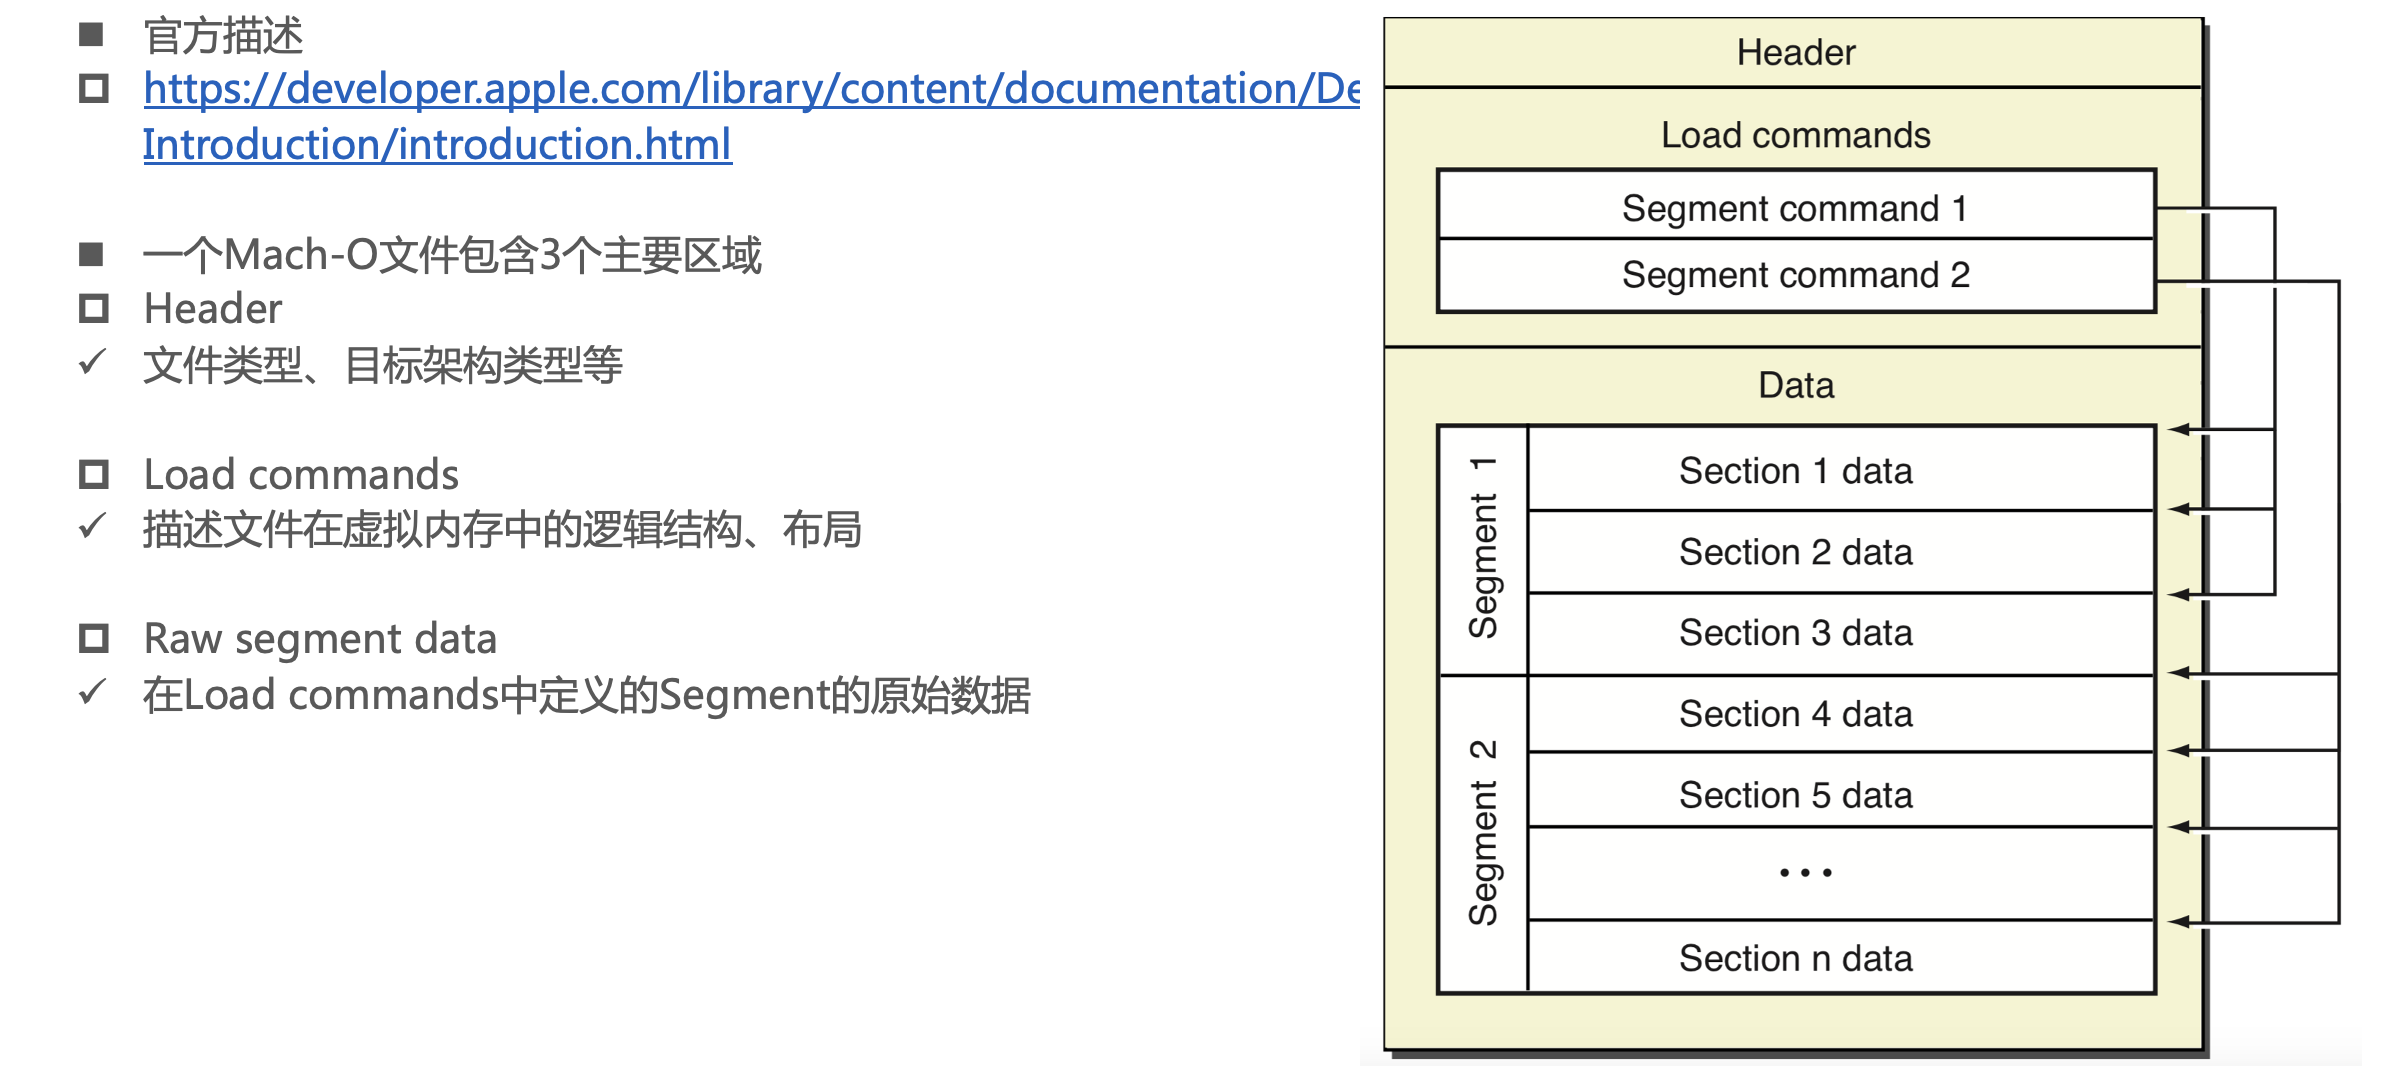 官方描述
https://developer.apple.com/library/content/documentation/De
Introduction/introduction.html
一个Mach-O文件包含3个主要区域
Header
文件类型、目标架构类型等
Load commands
描述文件在虚拟内存中的逻辑结构、布局
Raw segment data
在Load commands中定义的Segment的原始数据
Header
Load commands
Segment command 1
Segment command 2
Data
Segment 1
Section 1 data
Section 2 data
Section 3 data
Segment 2
Section 4 data
Section 5 data
...
Section n data